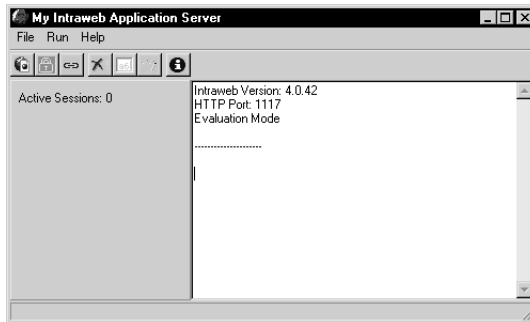 My Intraweb Application Server
File Run Help
Active Sessions: 0
Intraweb Version: 4.0.42
HTTP Port: 1117
Evaluation Mode
---------------------